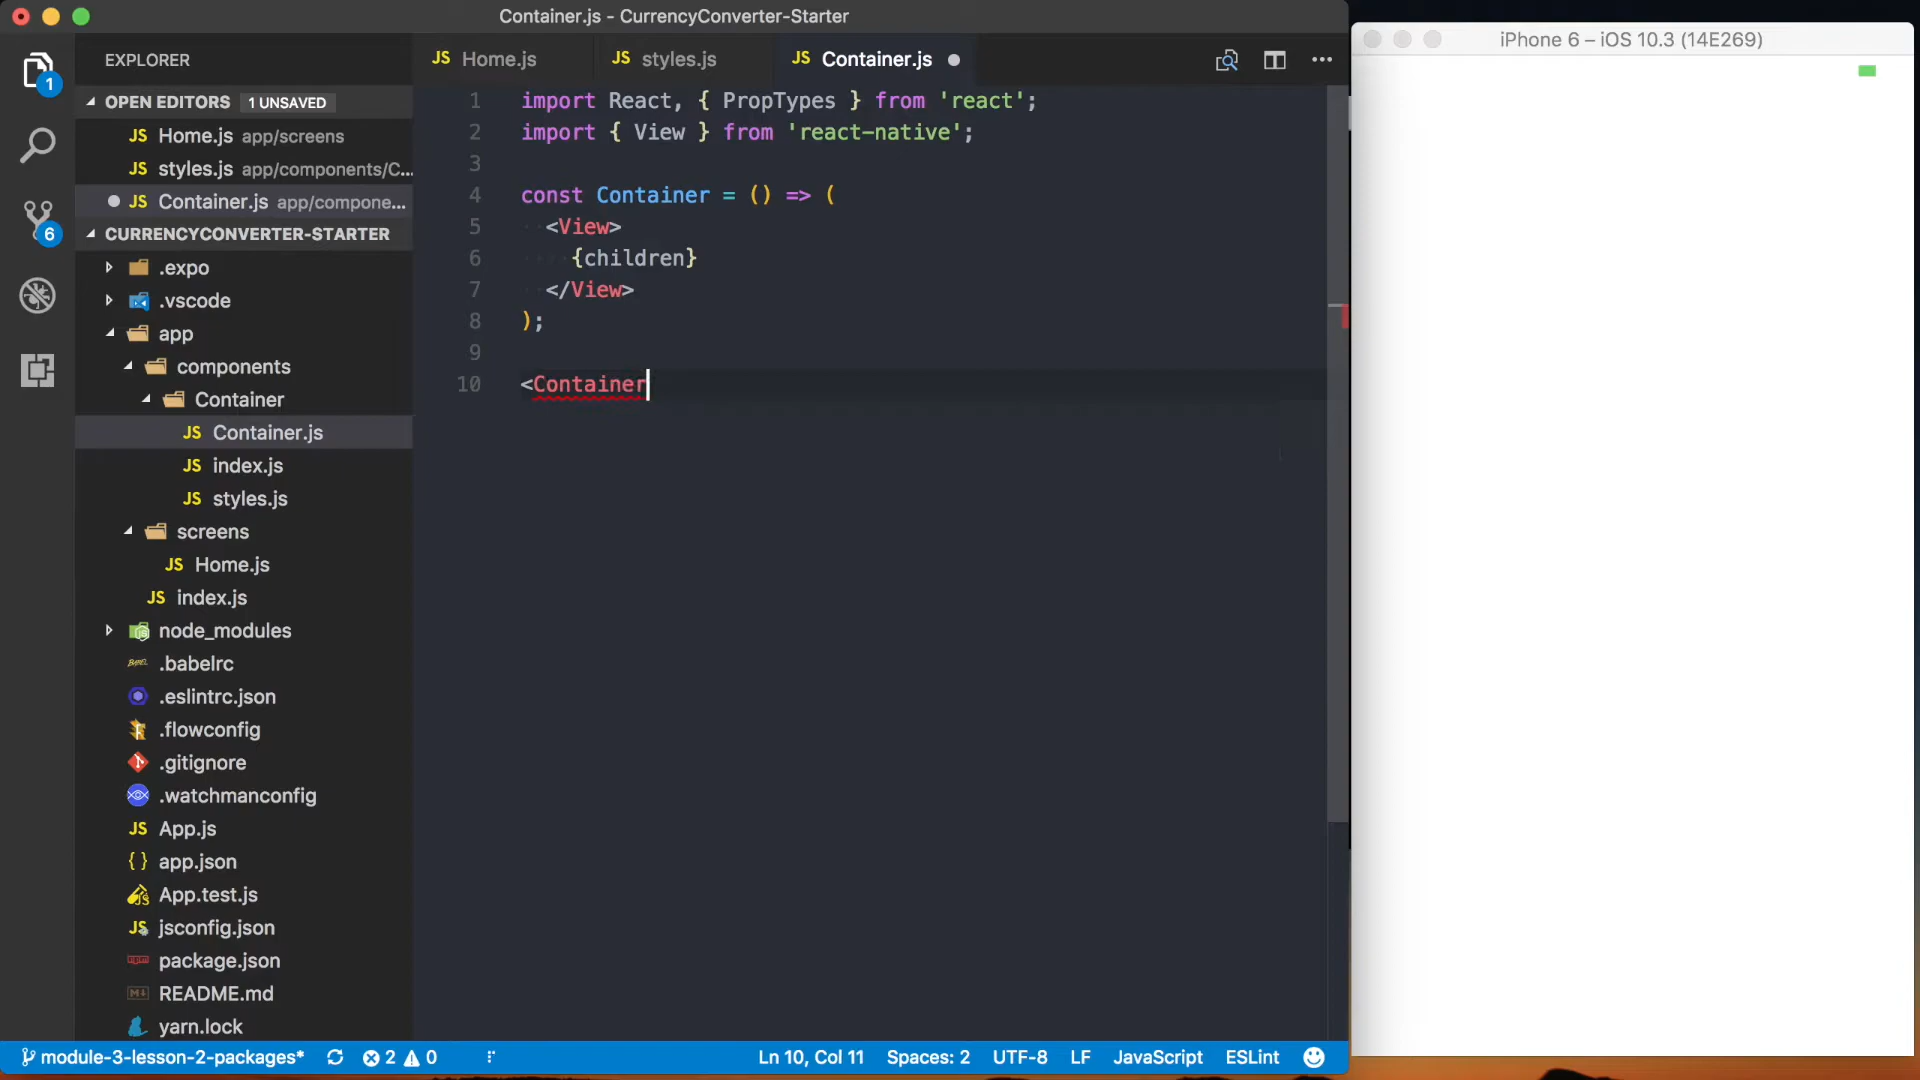 Container.js - CurrencyConverter-Starter
iPhone 6 – iOS 10.3 (14E269)
EXPLORER
JS Home.js
JS styles.js
JS Container.js
1
OPEN EDITORS 1 UNSAVED
JS Home.js app/screens
JS styles.js app/components/C...
JS Container.js app/compone...
6
CURRENCYCONVERTER-STARTER
.expo
.vscode
app
components
Container
JS Container.js
JS index.js
JS styles.js
screens
JS Home.js
JS index.js
node_modules
BABEL .babelrc
.eslintrc.json
.flowconfig
.gitignore
.watchmanconfig
JS App.js
{} app.json
App.test.js
JS jsconfig.json
npm package.json
M↓ README.md
yarn.lock
1 import React, { PropTypes } from 'react';
2 import { View } from 'react-native';
3
4 const Container = () => (
5 ··<View>
6 ····{children}
7 ··</View>
8 );
9
10 <Container
module-3-lesson-2-packages* 2 0
Ln 10, Col 11 Spaces: 2 UTF-8 LF JavaScript ESLint